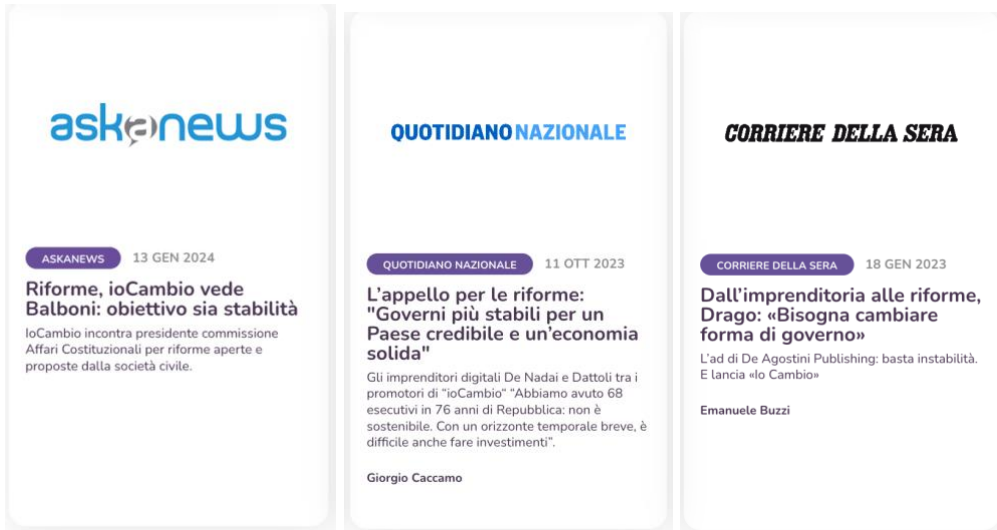 askanews
ASKANEWS 13 GEN 2024
Riforme, ioCambio vede
Balboni: obiettivo sia stabilità
IoCambio incontra presidente commissione
Affari Costituzionali per riforme aperte e
proposte dalla società civile.
QUOTIDIANO NAZIONALE
QUOTIDIANO NAZIONALE 11 OTT 2023
L’appello per le riforme:
"Governi più stabili per un
Paese credibile e un’economia
solida"
Gli imprenditori digitali De Nadai e Dattoli tra i
promotori di “ioCambio“ “Abbiamo avuto 68
esecutivi in 76 anni di Repubblica: non è
sostenibile. Con un orizzonte temporale breve, è
difficile anche fare investimenti”.
Giorgio Caccamo
CORRIERE DELLA SERA
CORRIERE DELLA SERA 18 GEN 2023
Dall’imprenditoria alle riforme,
Drago: «Bisogna cambiare
forma di governo»
L’ad di De Agostini Publishing: basta instabilità.
E lancia «Io Cambio»
Emanuele Buzzi